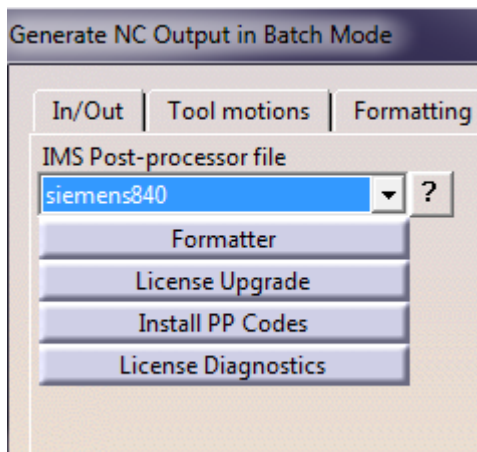 Generate NC Output in Batch Mode
In/Out
Tool motions
Formatting
IMS Post-processor file
siemens840
?
Formatter
License Upgrade
Install PP Codes
License Diagnostics